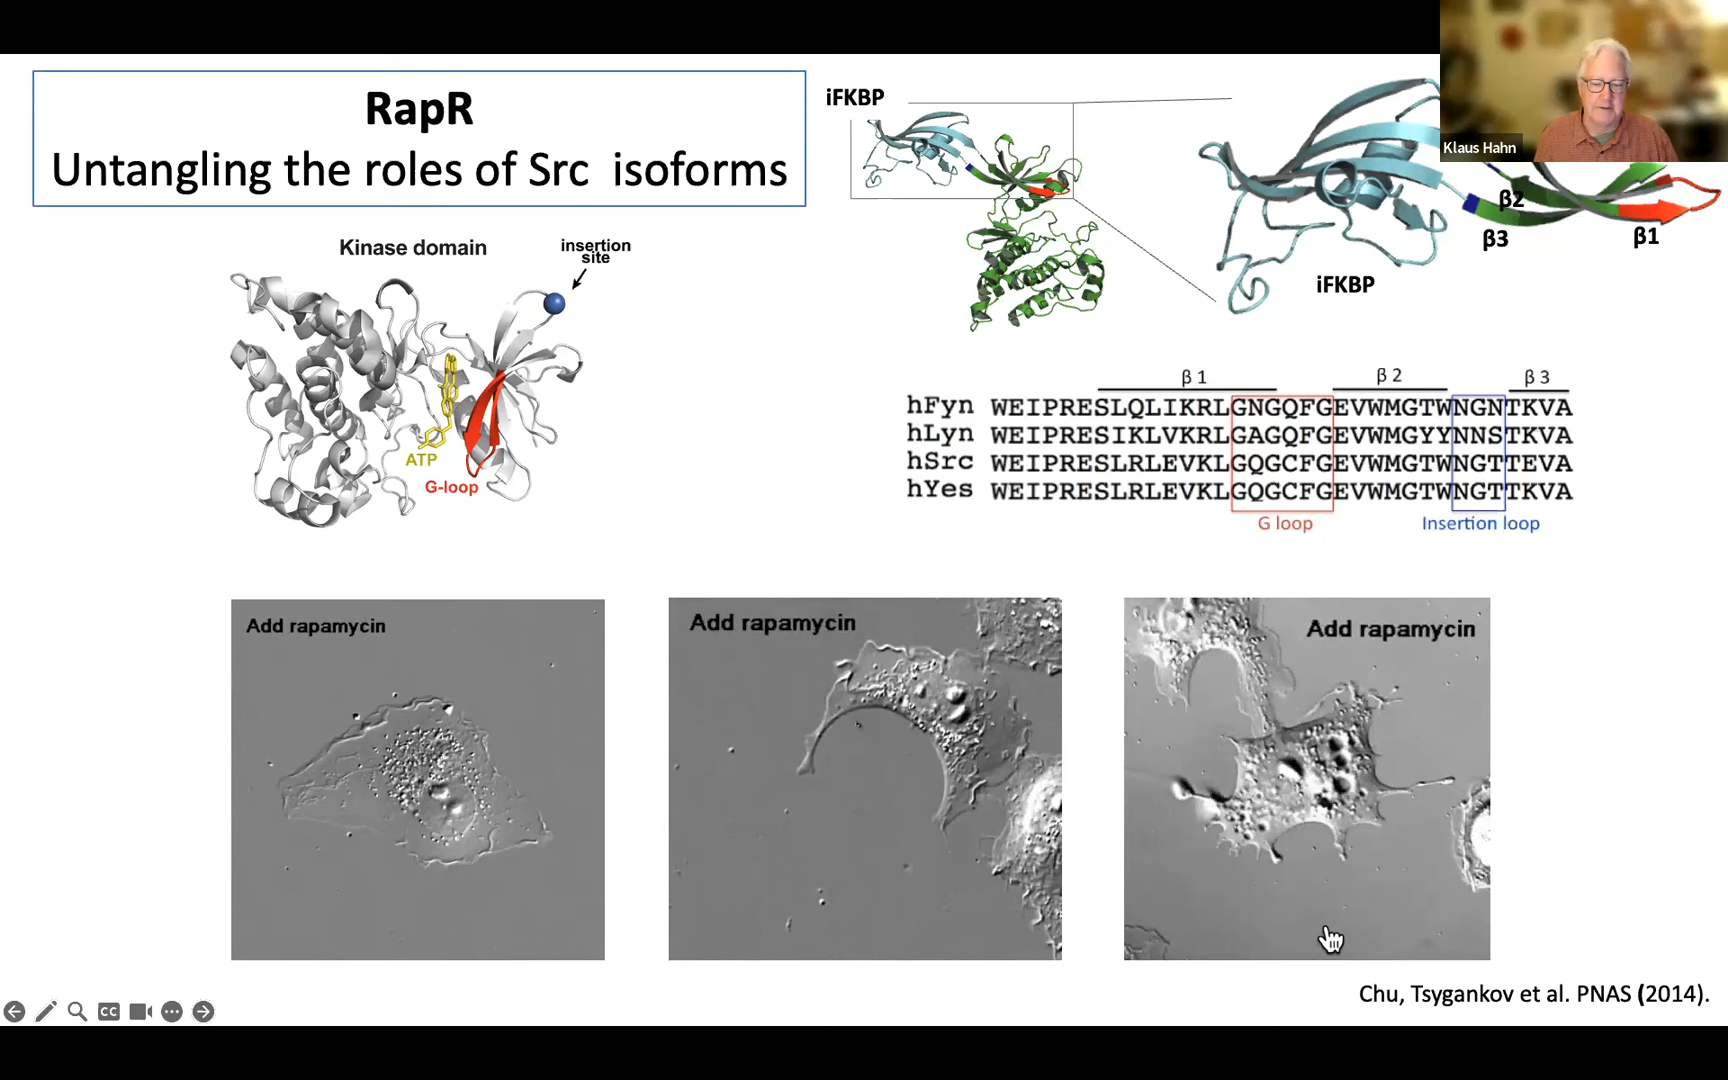 RapR
Untangling the roles of Src isoforms
iFKBP
Klaus Hahn
β2
β3
β1
iFKBP
Kinase domain
insertion
site
ATP
G-loop
β 1 β 2 β 3
hFyn WEIPRESLQLIKRLGNGQFGEVWMGTWNGNTKVA
hLyn WEIPRESIKLVKRLGAGQFGEVWMGYYNNSTKVA
hSrc WEIPRESLRLEVKLGQGCFGEVWMGTWNGTTEVA
hYes WEIPRESLRLEVKLGQGCFGEVWMGTWNGTTKVA
G loop Insertion loop
Add rapamycin
Add rapamycin
Add rapamycin
Chu, Tsygankov et al. PNAS (2014).
CC